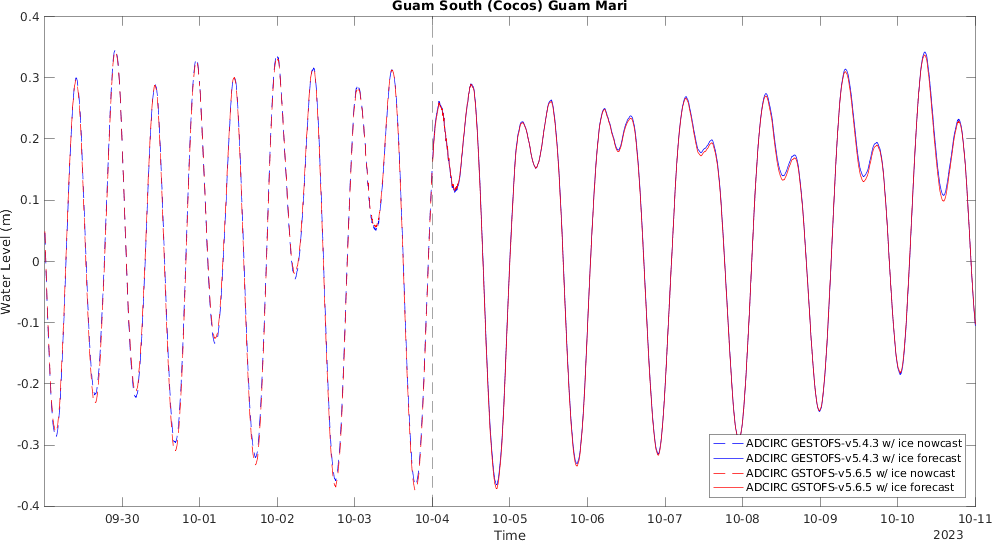 Guam South (Cocos) Guam Mari
0.4
0.3
0.2
0.1
0
-0.1
-0.2
-0.3
-0.4
Water Level (m)
09-30 10-01 10-02 10-03 10-04 10-05 10-06 10-07 10-08 10-09 10-10 10-11
Time
2023
ADCIRC GESTOFS-v5.4.3 w/ ice nowcast
ADCIRC GESTOFS-v5.4.3 w/ ice forecast
ADCIRC GSTOFS-v5.6.5 w/ ice nowcast
ADCIRC GSTOFS-v5.6.5 w/ ice forecast